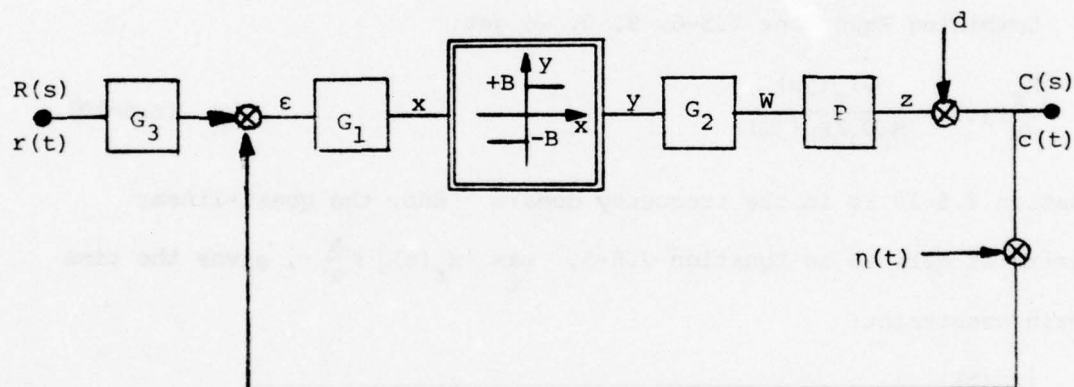 d
R(s)
r(t)
G3
ε
G1
x
+B
y
x
-B
y
G2
W
P
z
C(s)
c(t)
n(t)